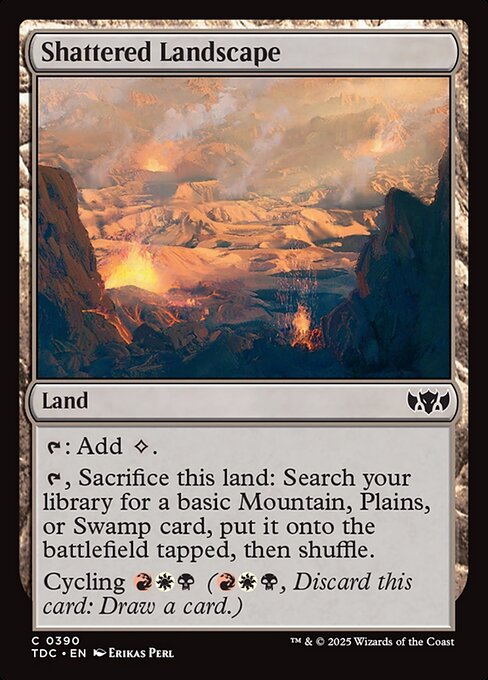 Shattered Landscape
Land
: Add .
, Sacrifice this land: Search your
library for a basic Mountain, Plains,
or Swamp card, put it onto the
battlefield tapped, then shuffle.
Cycling (, Discard this
card: Draw a card.)
C 0390
TDC • EN Erikas Perl
™ & © 2025 Wizards of the Coast